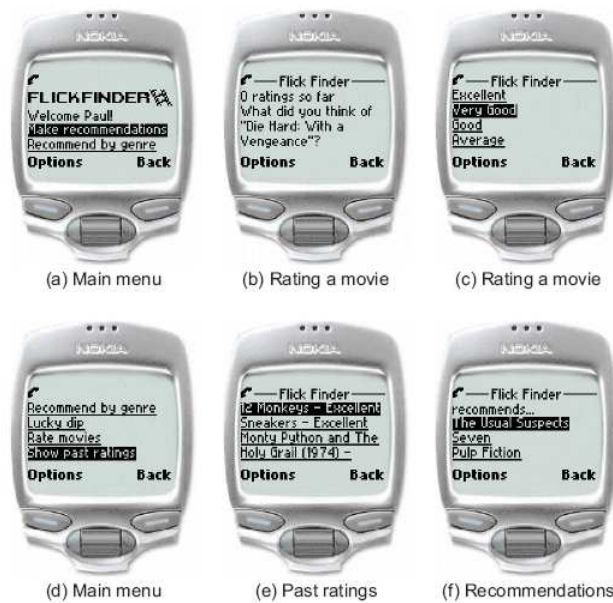 NOKIA
FLICKFINDER
Welcome Paul!
Make recommendations
Recommend by genre
Options Back
(a) Main menu
NOKIA
Flick Finder
0 ratings so far
What did you think of
"Die Hard: With a
Vengeance"?
Options Back
(b) Rating a movie
NOKIA
Flick Finder
Excellent
Very Good
Good
Average
Options Back
(c) Rating a movie
NOKIA
Recommend by genre
Lucky dip
Rate movies
Show past ratings
Options Back
(d) Main menu
NOKIA
Flick Finder
12 Monkeys - Excellent
Sneakers - Excellent
Monty Python and The
Holy Grail (1974) -
Options Back
(e) Past ratings
NOKIA
Flick Finder
recommends...
The Usual Suspects
Seven
Pulp Fiction
Options Back
(f) Recommendations